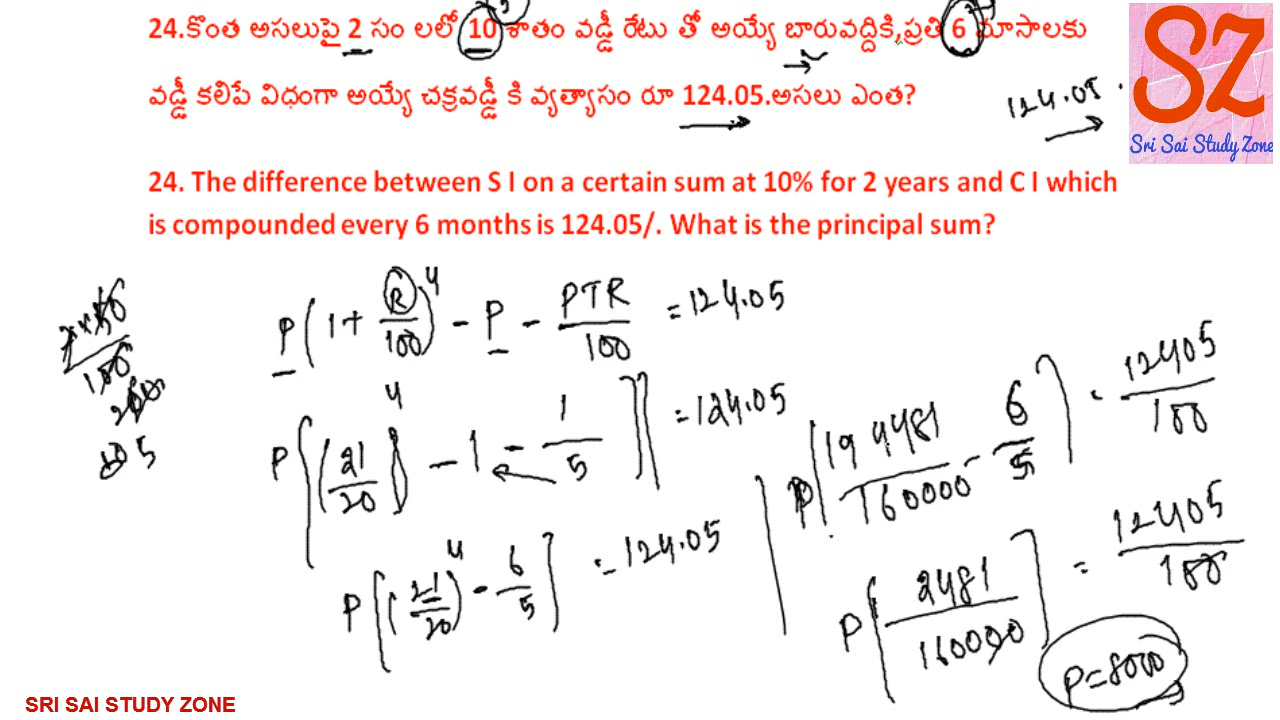 24.కొంత అసలుపై 2 సం లలో 10 శాతం వడ్డీ రేటు తో అయ్యే బారువద్దికి,ప్రతి 6 మాసాలకు
వడ్డీ కలిపే విధంగా అయ్యే చక్రవడ్డీ కి వ్యత్యాసం రూ 124.05.అసలు ఎంత?
124.05
SZ
Sri Sai Study Zone
24. The difference between S I on a certain sum at 10% for 2 years and C I which
is compounded every 6 months is 124.05/. What is the principal sum?
P(1+R/100)^4 - P - PTR/100 = 124.05
P[(21/20)^4 - 1 - 1/5] = 124.05
P[(21/20)^4 - 6/5] = 124.05
P[194481/160000 - 6/5] = 12405/100
P[2481/160000] = 12405/100
P=8000
SRI SAI STUDY ZONE